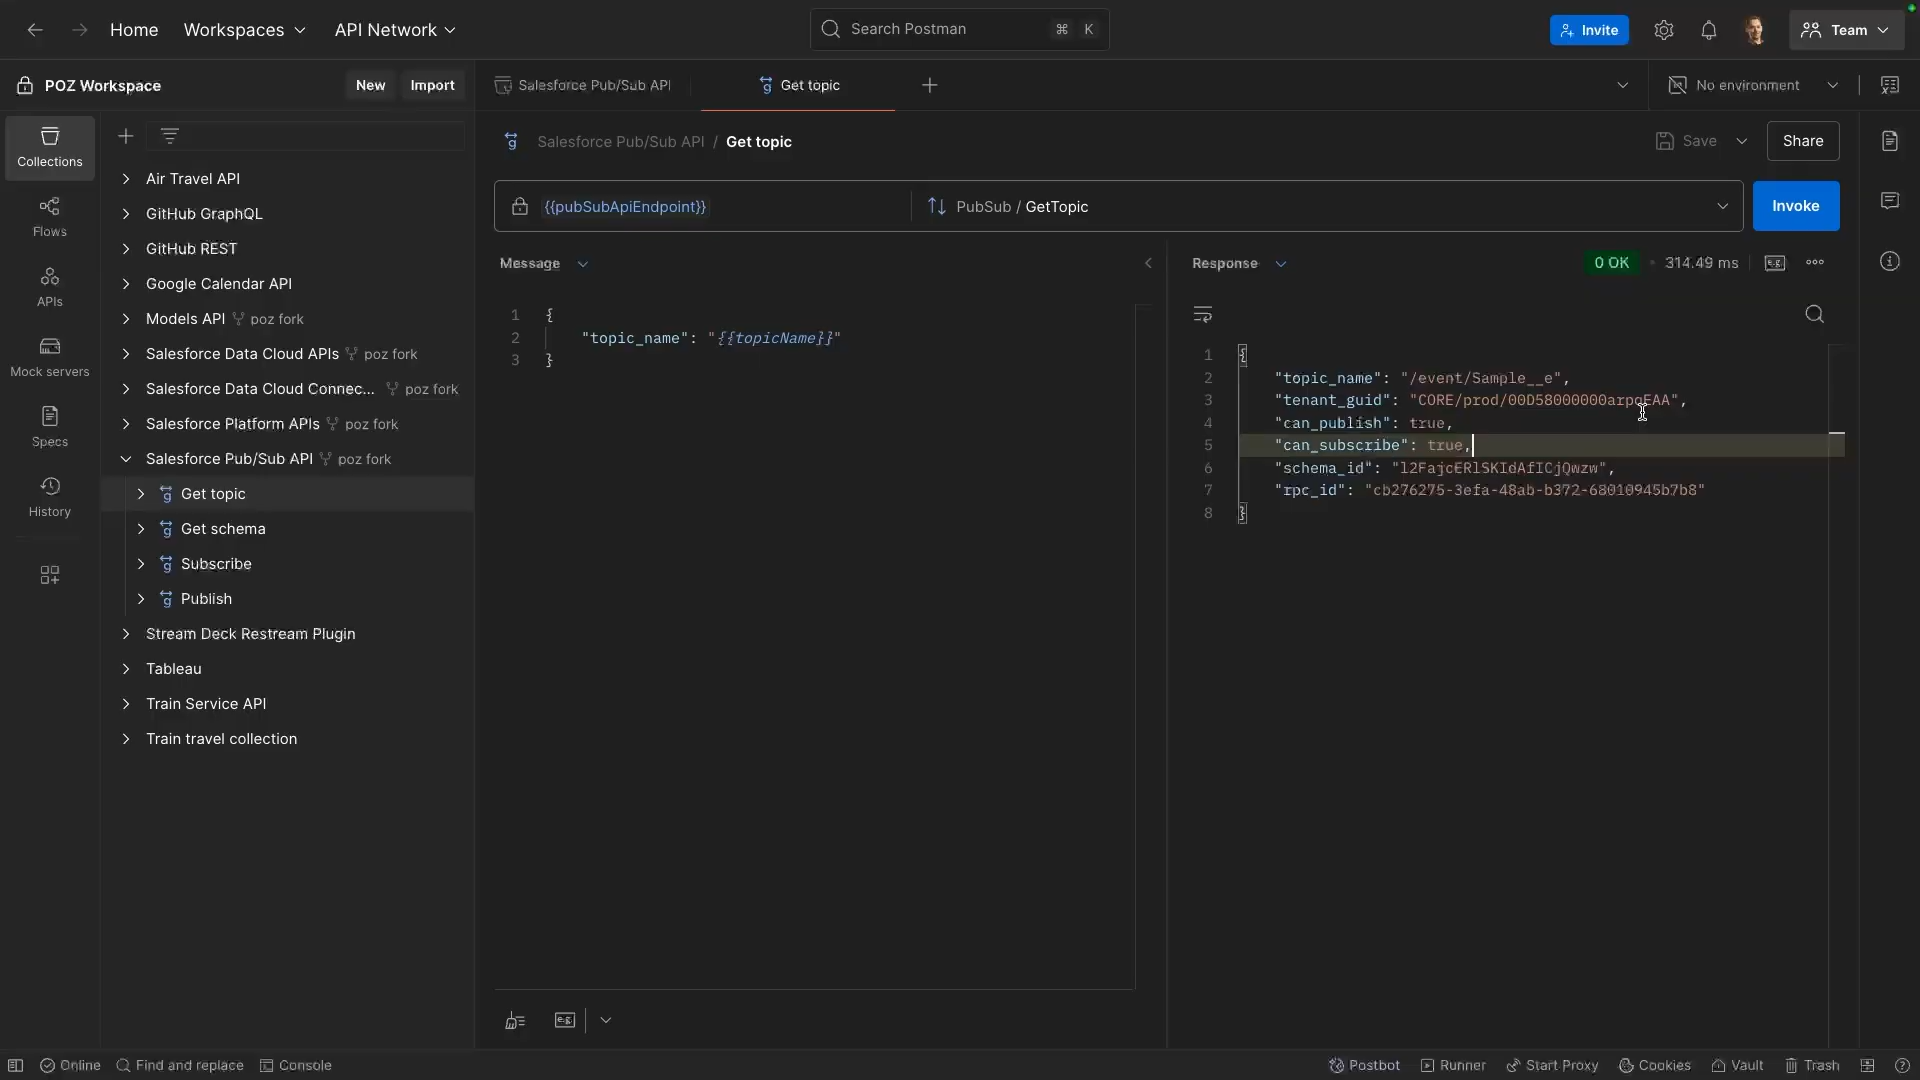 Home
Workspaces
API Network
Search Postman
⌘ K
Invite
Team
POZ Workspace
New
Import
Salesforce Pub/Sub API
Get topic
No environment
Collections
Flows
APIs
Mock servers
Specs
History
Air Travel API
GitHub GraphQL
GitHub REST
Google Calendar API
Models API poz fork
Salesforce Data Cloud APIs poz fork
Salesforce Data Cloud Connec... poz fork
Salesforce Platform APIs poz fork
Salesforce Pub/Sub API poz fork
Get topic
Get schema
Subscribe
Publish
Stream Deck Restream Plugin
Tableau
Train Service API
Train travel collection
Salesforce Pub/Sub API / Get topic
Save
Share
{{pubSubApiEndpoint}}
PubSub / GetTopic
Invoke
Message
1 {
2 "topic_name": "{{topicName}}"
3 }
Response
0 OK
314.49 ms
1 {
2 "topic_name": "/event/Sample__e",
3 "tenant_guid": "CORE/prod/00D58000000arpqEAA",
4 "can_publish": true,
5 "can_subscribe": true,
6 "schema_id": "l2FajcERlSKIdAfICjQwzw",
7 "rpc_id": "cb276275-3efa-48ab-b372-68010945b7b8"
8 }
Online
Find and replace
Console
Postbot
Runner
Start Proxy
Cookies
Vault
Trash